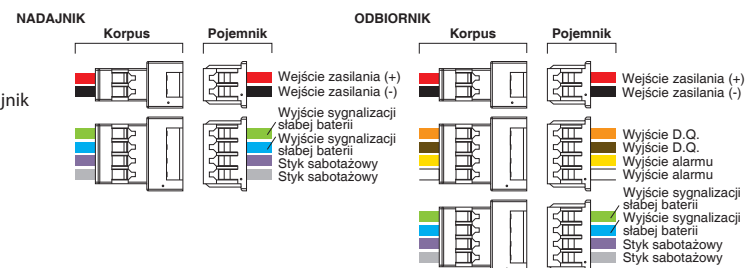 NADAJNIK
Korpus
Pojemnik
Wejście zasilania (+)
Wejście zasilania (-)
jnik
Wyjście sygnalizacji
słabej baterii
Wyjście sygnalizacji
słabej baterii
Styk sabotażowy
Styk sabotażowy
ODBIORNIK
Korpus
Pojemnik
Wejście zasilania (+)
Wejście zasilania (-)
Wyjście D.Q.
Wyjście D.Q.
Wyjście alarmu
Wyjście alarmu
Wyjście sygnalizacji
słabej baterii
Wyjście sygnalizacji
słabej baterii
Styk sabotażowy
Styk sabotażowy